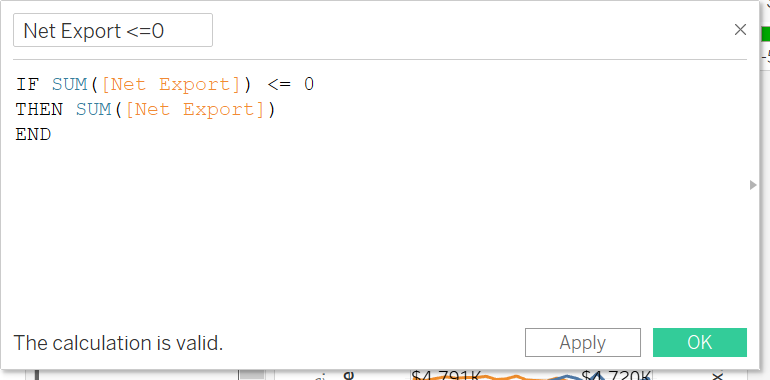 Net Export <=0
IF SUM([Net Export]) <= 0
THEN SUM([Net Export])
END
The calculation is valid.
Apply
OK
$4,791K
$4,720K